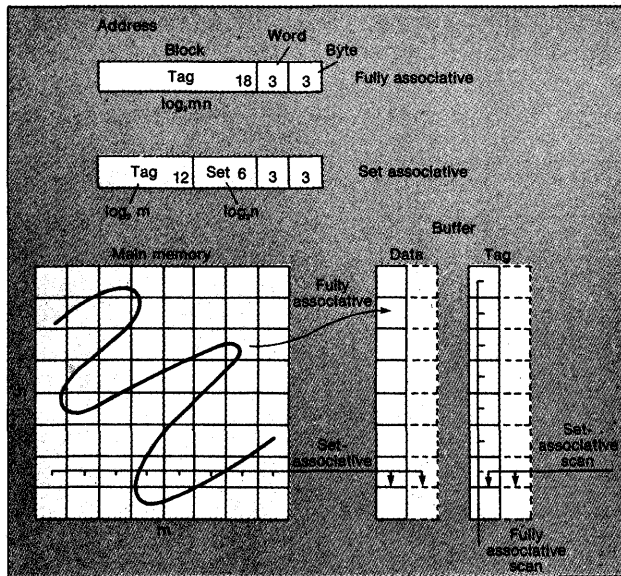 Address
Word
Block
Byte
Tag 18 3 3
Fully associative
log₂mn
Tag 12 Set 6 3 3
Set associative
log₂ m
log₂n
Buffer
Main memory
Data
Tag
Fully
associative
Set-
associative
Set-
associative
scan
m
Fully
associative
scan